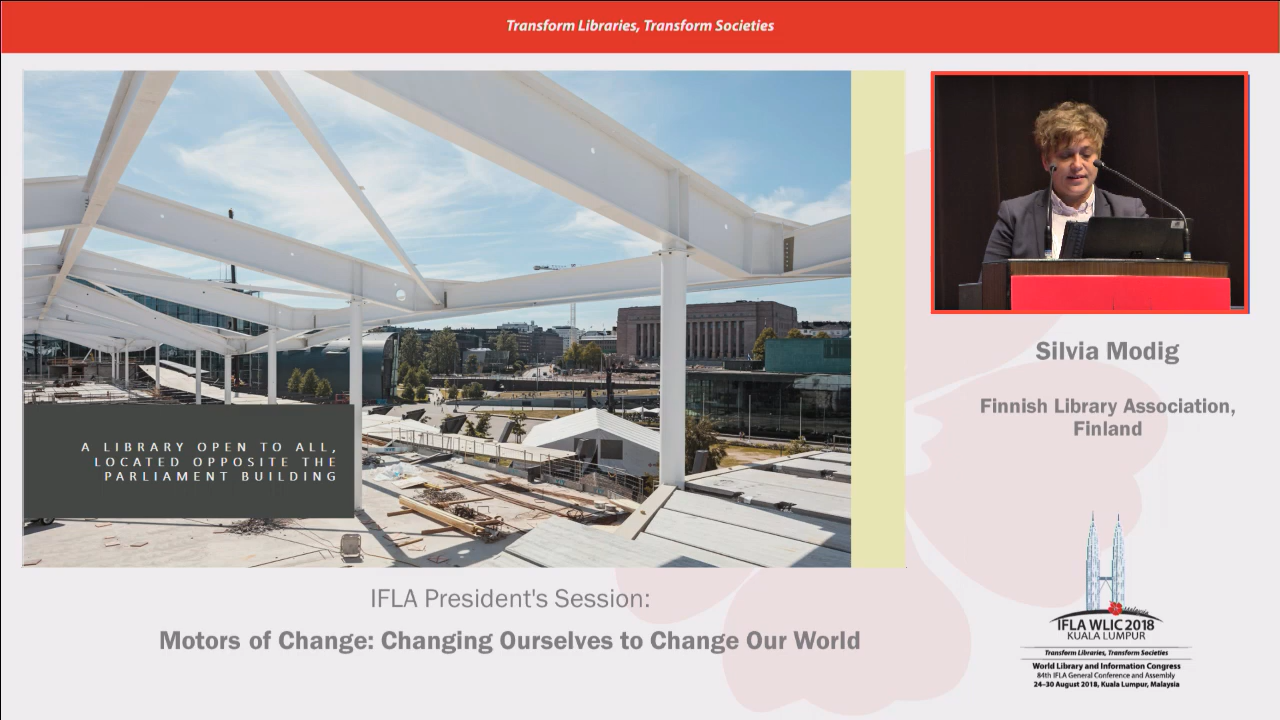 Transform Libraries, Transform Societies
A LIBRARY OPEN TO ALL,
LOCATED OPPOSITE THE
PARLIAMENT BUILDING
Silvia Modig
Finnish Library Association,
Finland
IFLA President's Session:
Motors of Change: Changing Ourselves to Change Our World
Malaysia
IFLA WLIC 2018
KUALA LUMPUR
Transform Libraries, Transform Societies
World Library and Information Congress
84th IFLA General Conference and Assembly
24–30 August 2018, Kuala Lumpur, Malaysia